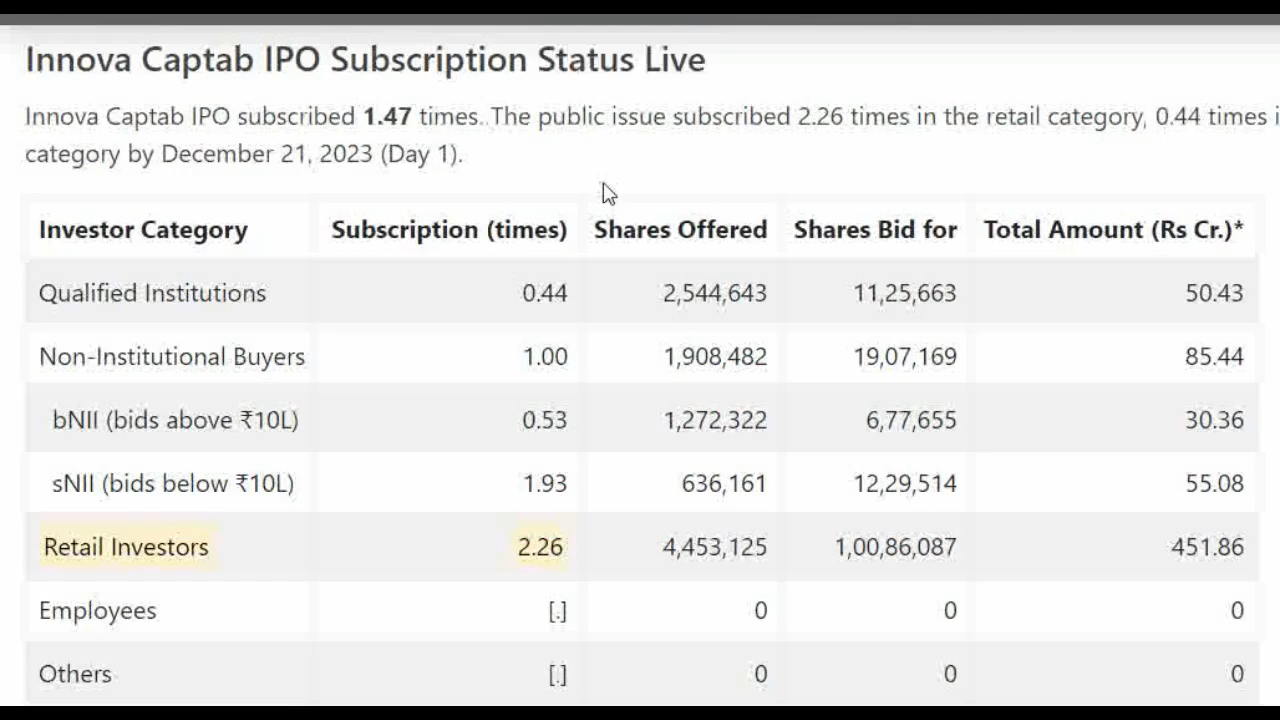 Innova Captab IPO Subscription Status Live
Innova Captab IPO subscribed 1.47 times. The public issue subscribed 2.26 times in the retail category, 0.44 times
category by December 21, 2023 (Day 1).
Investor Category Subscription (times) Shares Offered Shares Bid for Total Amount (Rs Cr.)*
Qualified Institutions 0.44 2,544,643 11,25,663 50.43
Non-Institutional Buyers 1.00 1,908,482 19,07,169 85.44
bNII (bids above ₹10L) 0.53 1,272,322 6,77,655 30.36
sNII (bids below ₹10L) 1.93 636,161 12,29,514 55.08
Retail Investors 2.26 4,453,125 1,00,86,087 451.86
Employees [.] 0 0 0
Others [.] 0 0 0